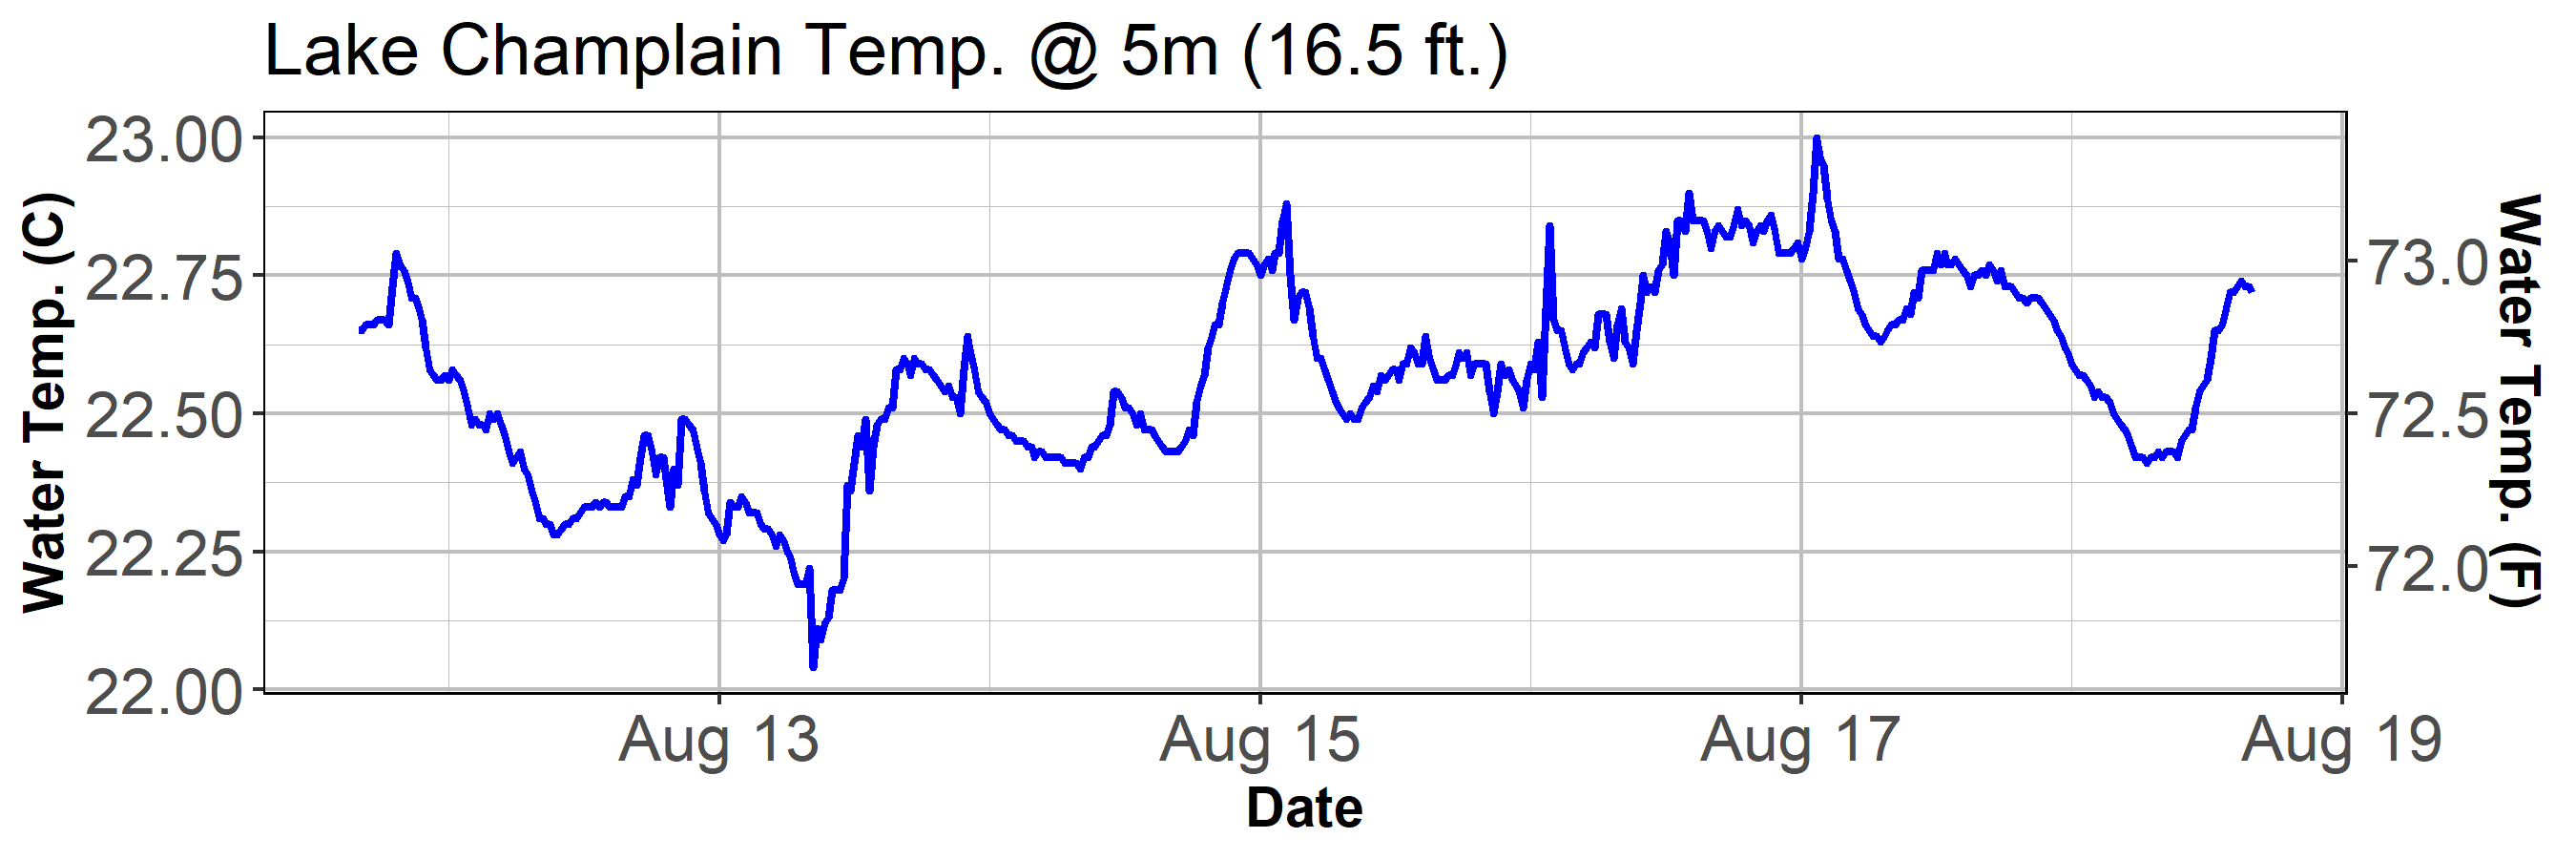 Lake Champlain Temp. @ 5m (16.5 ft.)
Water Temp. (C)
23.00
22.75
22.50
22.25
22.00
73.0
72.5
72.0
Water Temp. (F)
Aug 13
Aug 15
Aug 17
Aug 19
Date